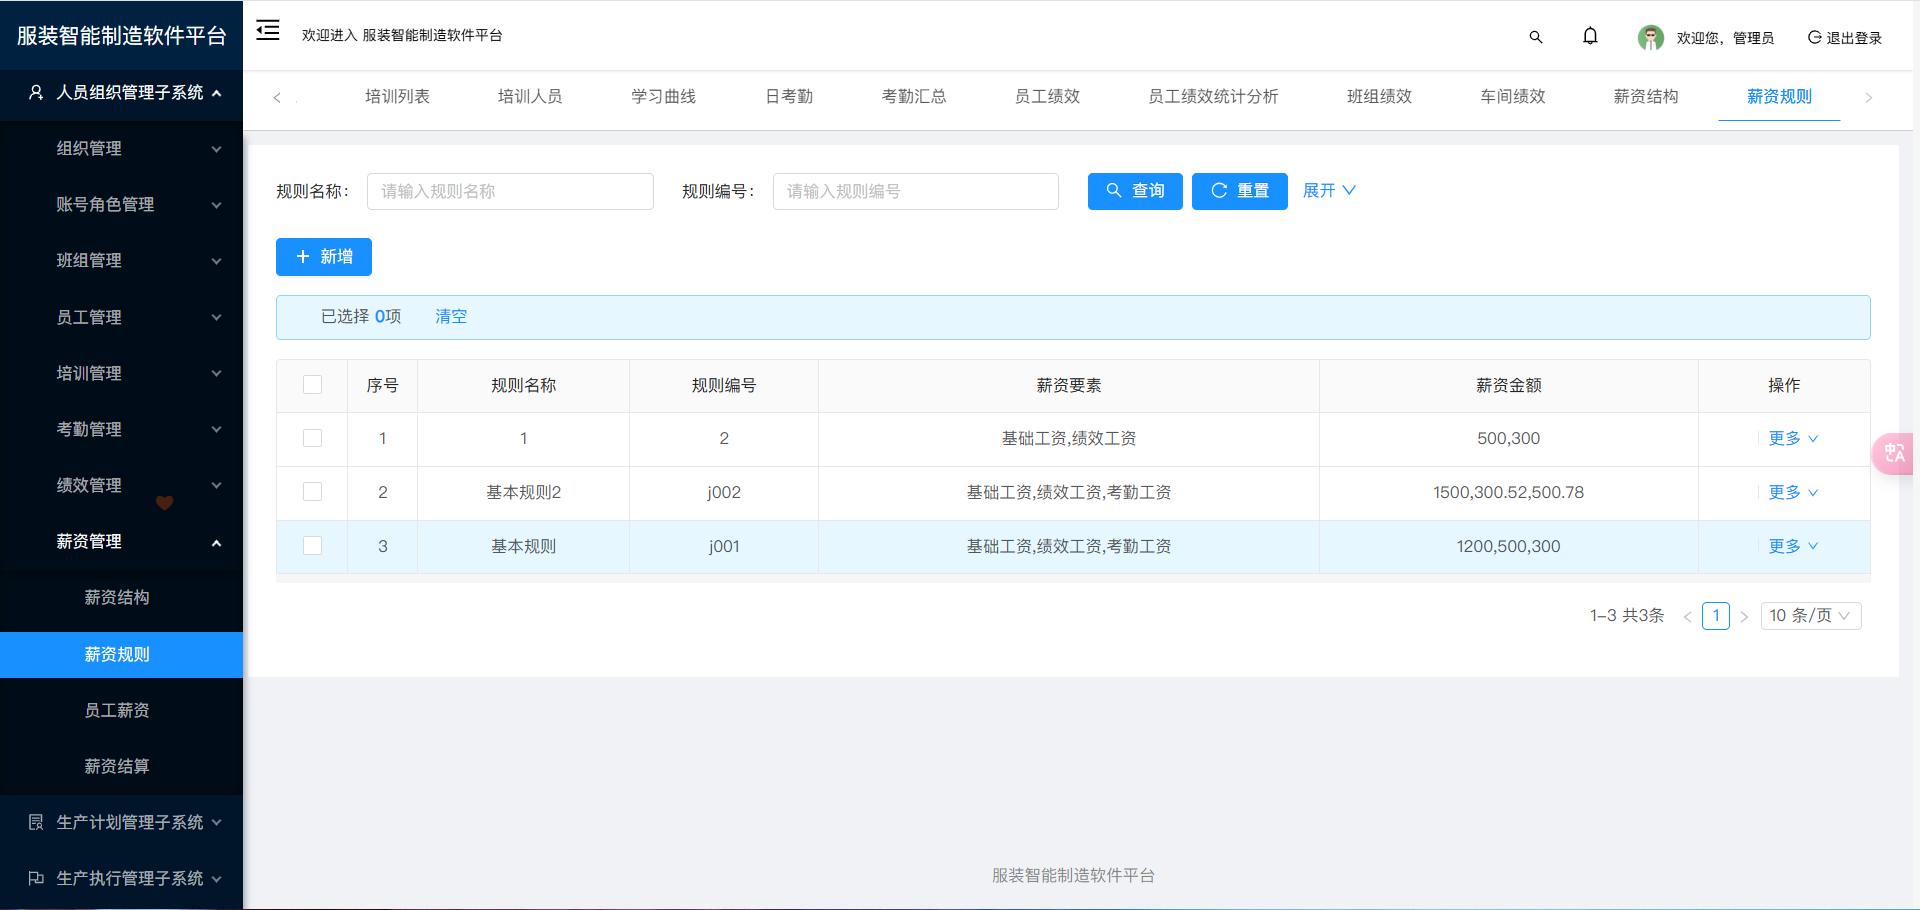 服装智能制造软件平台
欢迎进入 服装智能制造软件平台
欢迎您，管理员
退出登录
人员组织管理子系统
组织管理
账号角色管理
班组管理
员工管理
培训管理
考勤管理
绩效管理
薪资管理
薪资结构
薪资规则
员工薪资
薪资结算
生产计划管理子系统
生产执行管理子系统
培训列表 培训人员 学习曲线 日考勤 考勤汇总 员工绩效 员工绩效统计分析 班组绩效 车间绩效 薪资结构 薪资规则
规则名称： 请输入规则名称 规则编号： 请输入规则编号 查询 重置 展开
新增
已选择 0项 清空
序号 规则名称 规则编号 薪资要素 薪资金额 操作
1 1 2 基础工资,绩效工资 500,300 更多
2 基本规则2 j002 基础工资,绩效工资,考勤工资 1500,300.52,500.78 更多
3 基本规则 j001 基础工资,绩效工资,考勤工资 1200,500,300 更多
1-3 共3条 < 1 > 10 条/页
中A
服装智能制造软件平台